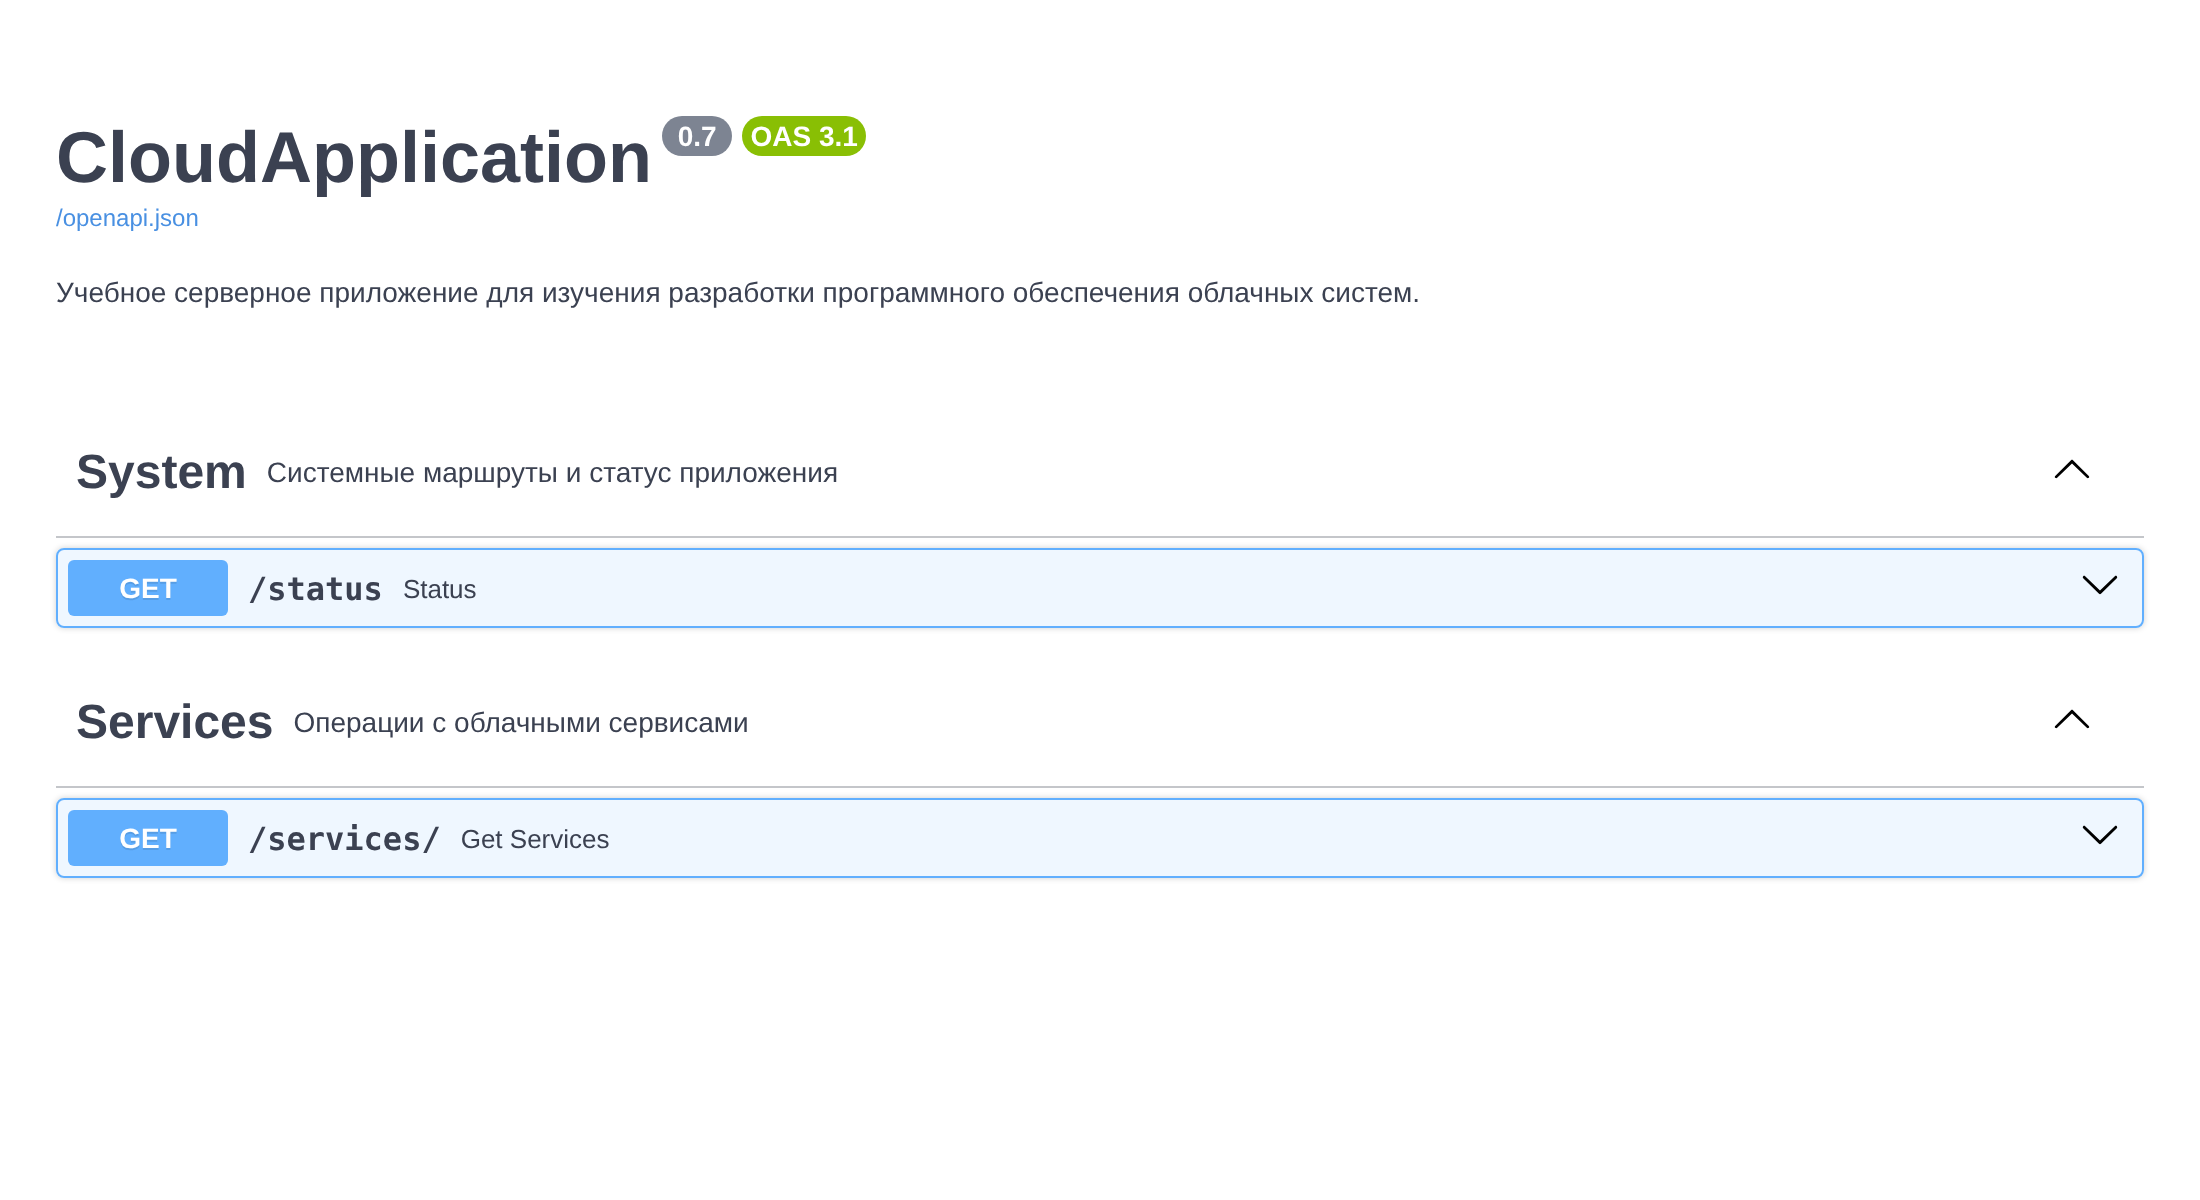 CloudApplication 0.7 OAS 3.1
/openapi.json
Учебное серверное приложение для изучения разработки программного обеспечения облачных систем.
System Системные маршруты и статус приложения
GET /status Status
Services Операции с облачными сервисами
GET /services/ Get Services